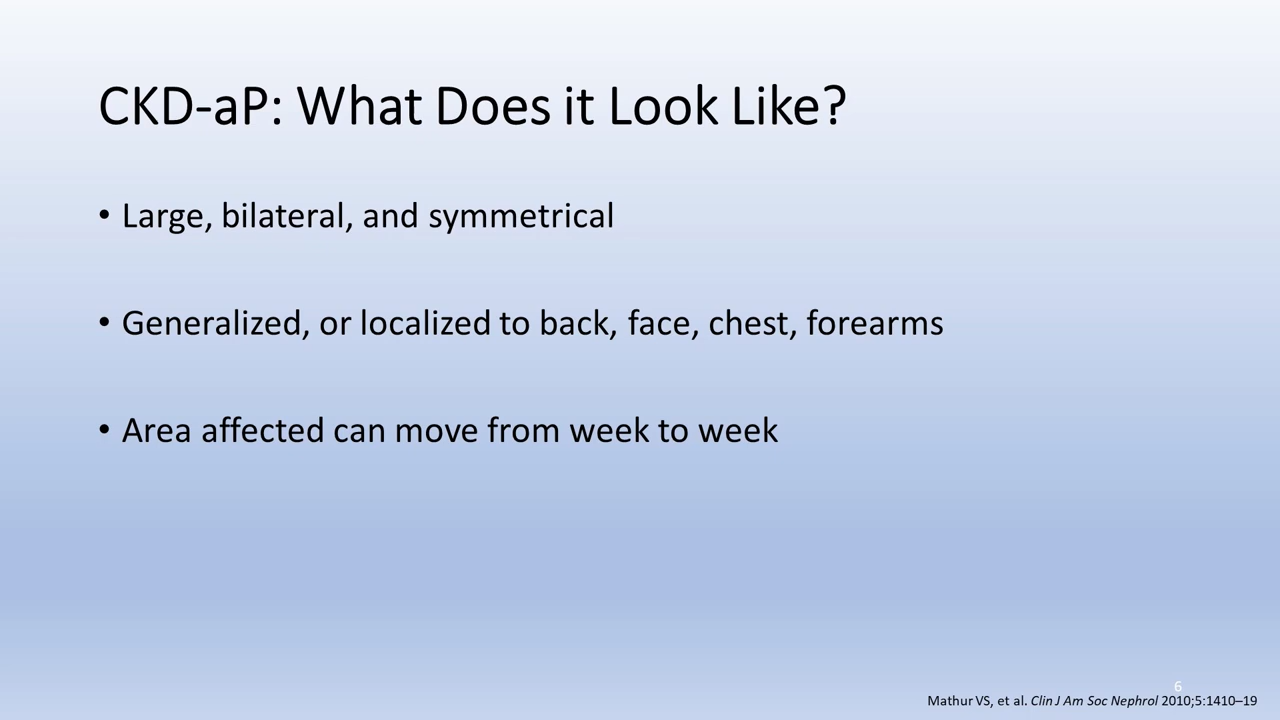 CKD-aP: What Does it Look Like?
• Large, bilateral, and symmetrical
• Generalized, or localized to back, face, chest, forearms
• Area affected can move from week to week
6
Mathur VS, et al. Clin J Am Soc Nephrol 2010;5:1410–19